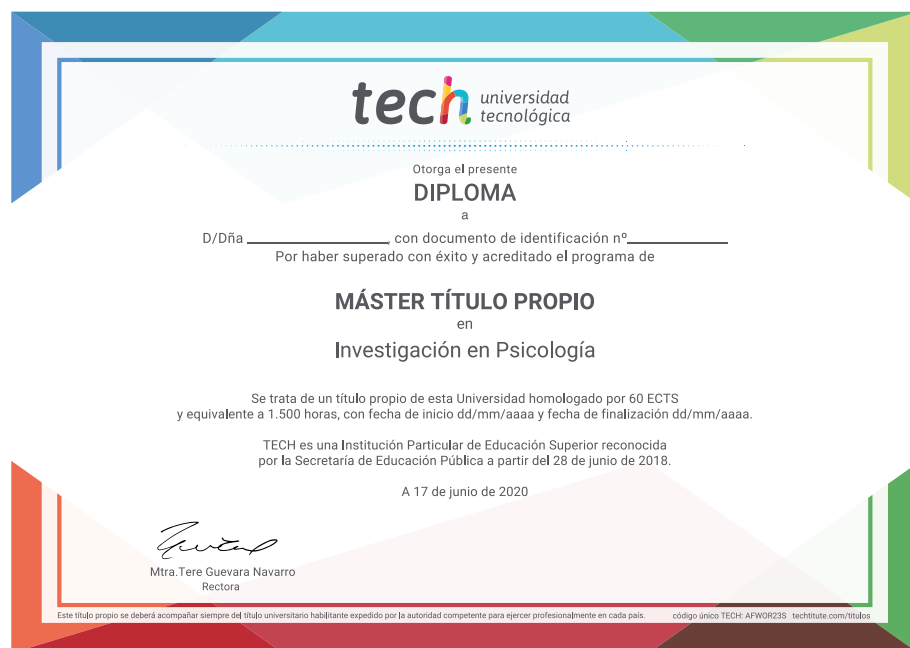 tech universidad
tecnológica
Otorga el presente
DIPLOMA
a
D/Dña ____________________, con documento de identificación nº______________
Por haber superado con éxito y acreditado el programa de
MÁSTER TÍTULO PROPIO
en
Investigación en Psicología
Se trata de un título propio de esta Universidad homologado por 60 ECTS
y equivalente a 1.500 horas, con fecha de inicio dd/mm/aaaa y fecha de finalización dd/mm/aaaa.
TECH es una Institución Particular de Educación Superior reconocida
por la Secretaría de Educación Pública a partir del 28 de junio de 2018.
A 17 de junio de 2020
Mtra.Tere Guevara Navarro
Rectora
Este título propio se deberá acompañar siempre del título universitario habilitante expedido por la autoridad competente para ejercer profesionalmente en cada país. código único TECH: AFWOR23S techtitute.com/titulos